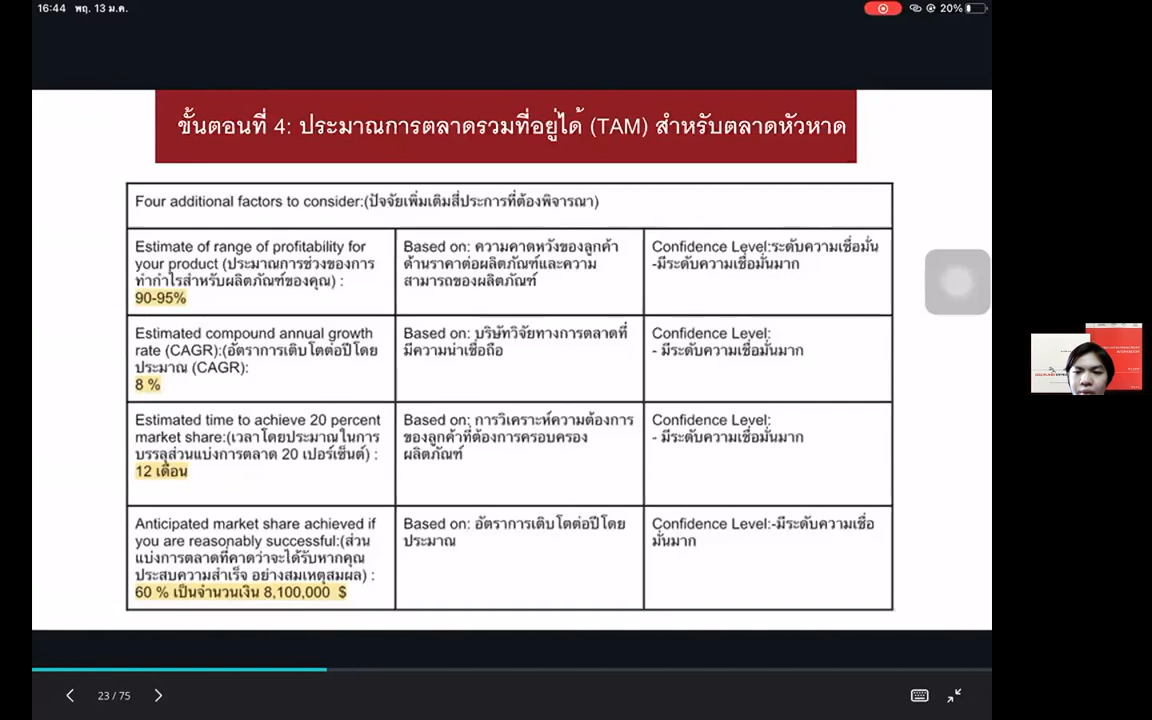 16:44 พฤ. 13 ม.ค.
20%
ขั้นตอนที่ 4: ประมาณการตลาดรวมที่อยู่ได้ (TAM) สำหรับตลาดหัวหาด
Four additional factors to consider:(ปัจจัยเพิ่มเติมสี่ประการที่ต้องพิจารณา)
Estimate of range of profitability for
your product (ประมาณการช่วงของการ
ทำกำไรสำหรับผลิตภัณฑ์ของคุณ) :
90-95%
Based on: ความคาดหวังของลูกค้า
ด้านราคาต่อผลิตภัณฑ์และความ
สามารถของผลิตภัณฑ์
Confidence Level:ระดับความเชื่อมั่น
-มีระดับความเชื่อมั่นมาก
Estimated compound annual growth
rate (CAGR):(อัตราการเติบโตต่อปีโดย
ประมาณ (CAGR):
8 %
Based on: บริษัทวิจัยทางการตลาดที่
มีความน่าเชื่อถือ
Confidence Level:
- มีระดับความเชื่อมั่นมาก
Estimated time to achieve 20 percent
market share:(เวลาโดยประมาณในการ
บรรลุส่วนแบ่งการตลาด 20 เปอร์เซ็นต์) :
12 เดือน
Based on: การวิเคราะห์ความต้องการ
ของลูกค้าที่ต้องการครอบครอง
ผลิตภัณฑ์
Confidence Level:
- มีระดับความเชื่อมั่นมาก
Anticipated market share achieved if
you are reasonably successful:(ส่วน
แบ่งการตลาดที่คาดว่าจะได้รับหากคุณ
ประสบความสำเร็จ อย่างสมเหตุสมผล) :
60 % เป็นจำนวนเงิน 8,100,000 $
Based on: อัตราการเติบโตต่อปีโดย
ประมาณ
Confidence Level:-มีระดับความเชื่อ
มั่นมาก
23 / 75